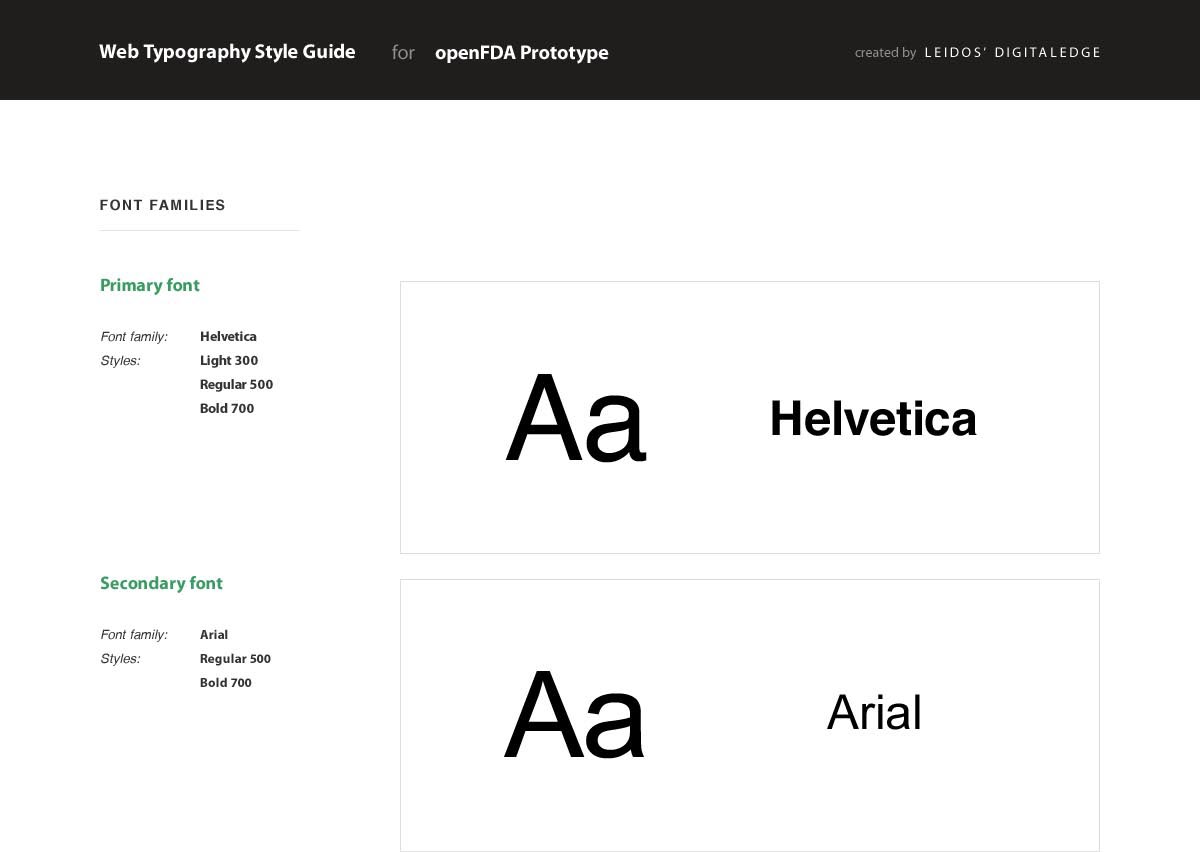 Web Typography Style Guide for openFDA Prototype created by LEIDOS’ DIGITALEDGE
FONT FAMILIES
Primary font
Font family: Helvetica
Styles: Light 300
Regular 500
Bold 700
Aa Helvetica
Secondary font
Font family: Arial
Styles: Regular 500
Bold 700
Aa Arial